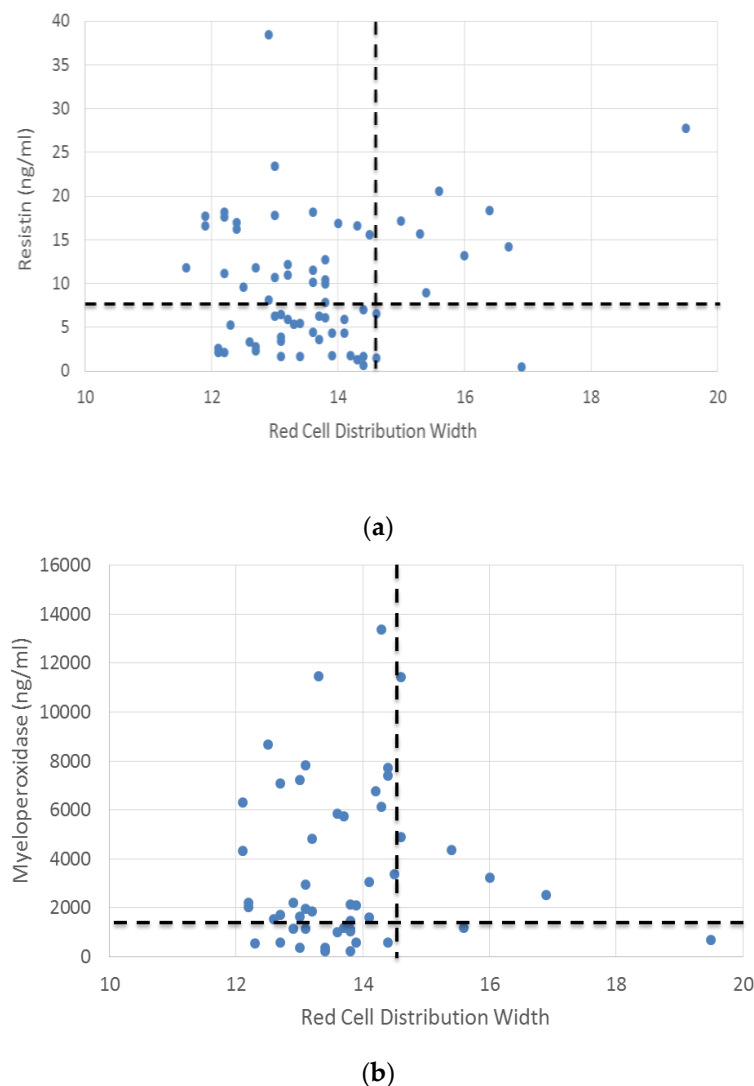 40
35
30
25
20
15
10
5
0
Resistin (ng/ml)
10 12 14 16 18 20
Red Cell Distribution Width
(a)
16000
14000
12000
10000
8000
6000
4000
2000
0
Myeloperoxidase (ng/ml)
10 12 14 16 18 20
Red Cell Distribution Width
(b)